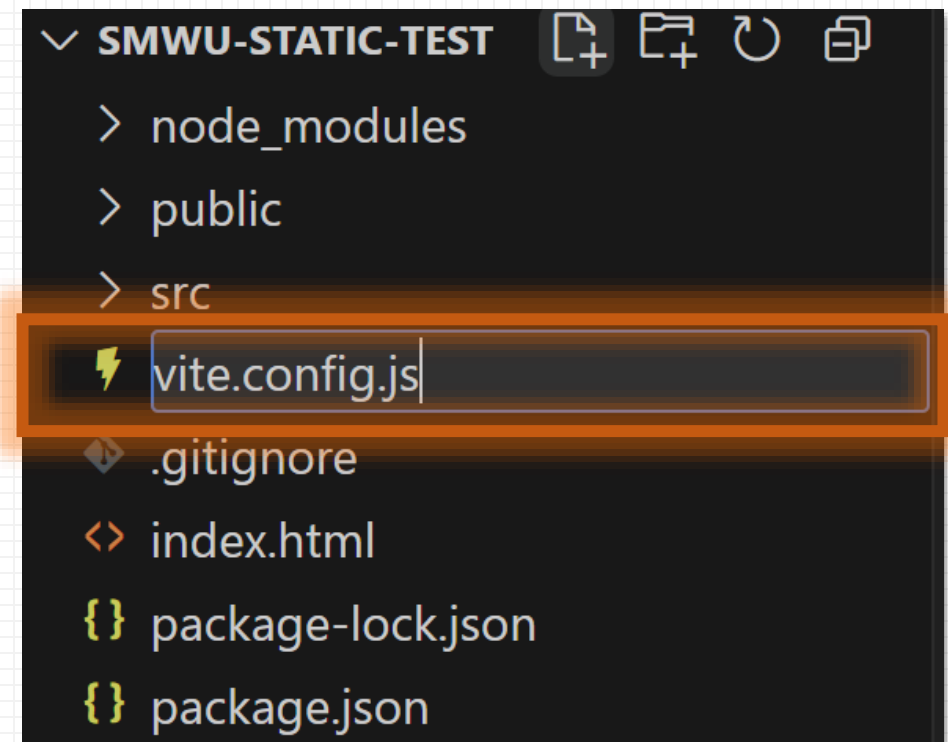 SMWU-STATIC-TEST
node_modules
public
src
vite.config.js
.gitignore
index.html
package-lock.json
package.json